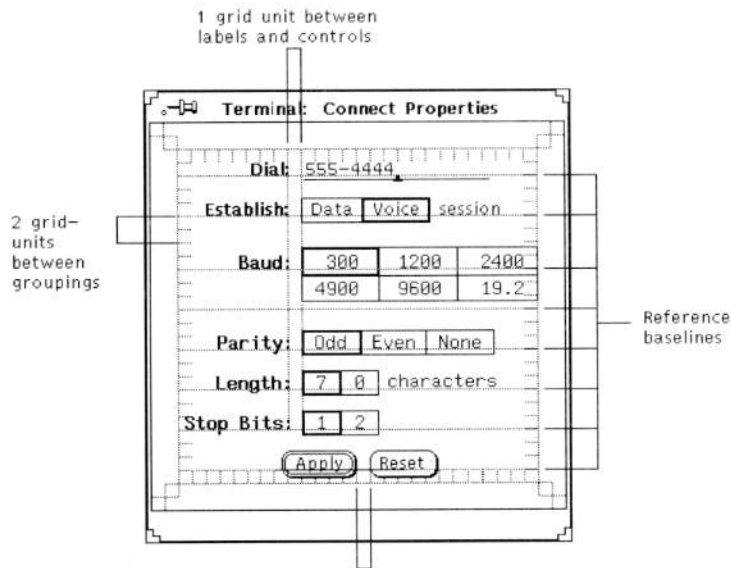 1 grid unit between
labels and controls
Terminal: Connect Properties
Dial: 555-4444
Establish: Data Voice session
2 grid-
units
between
groupings
Baud: 300 1200 2400
4900 9600 19.2
Reference
baselines
Parity: Odd Even None
Length: 7 0 characters
Stop Bits: 1 2
Apply Reset